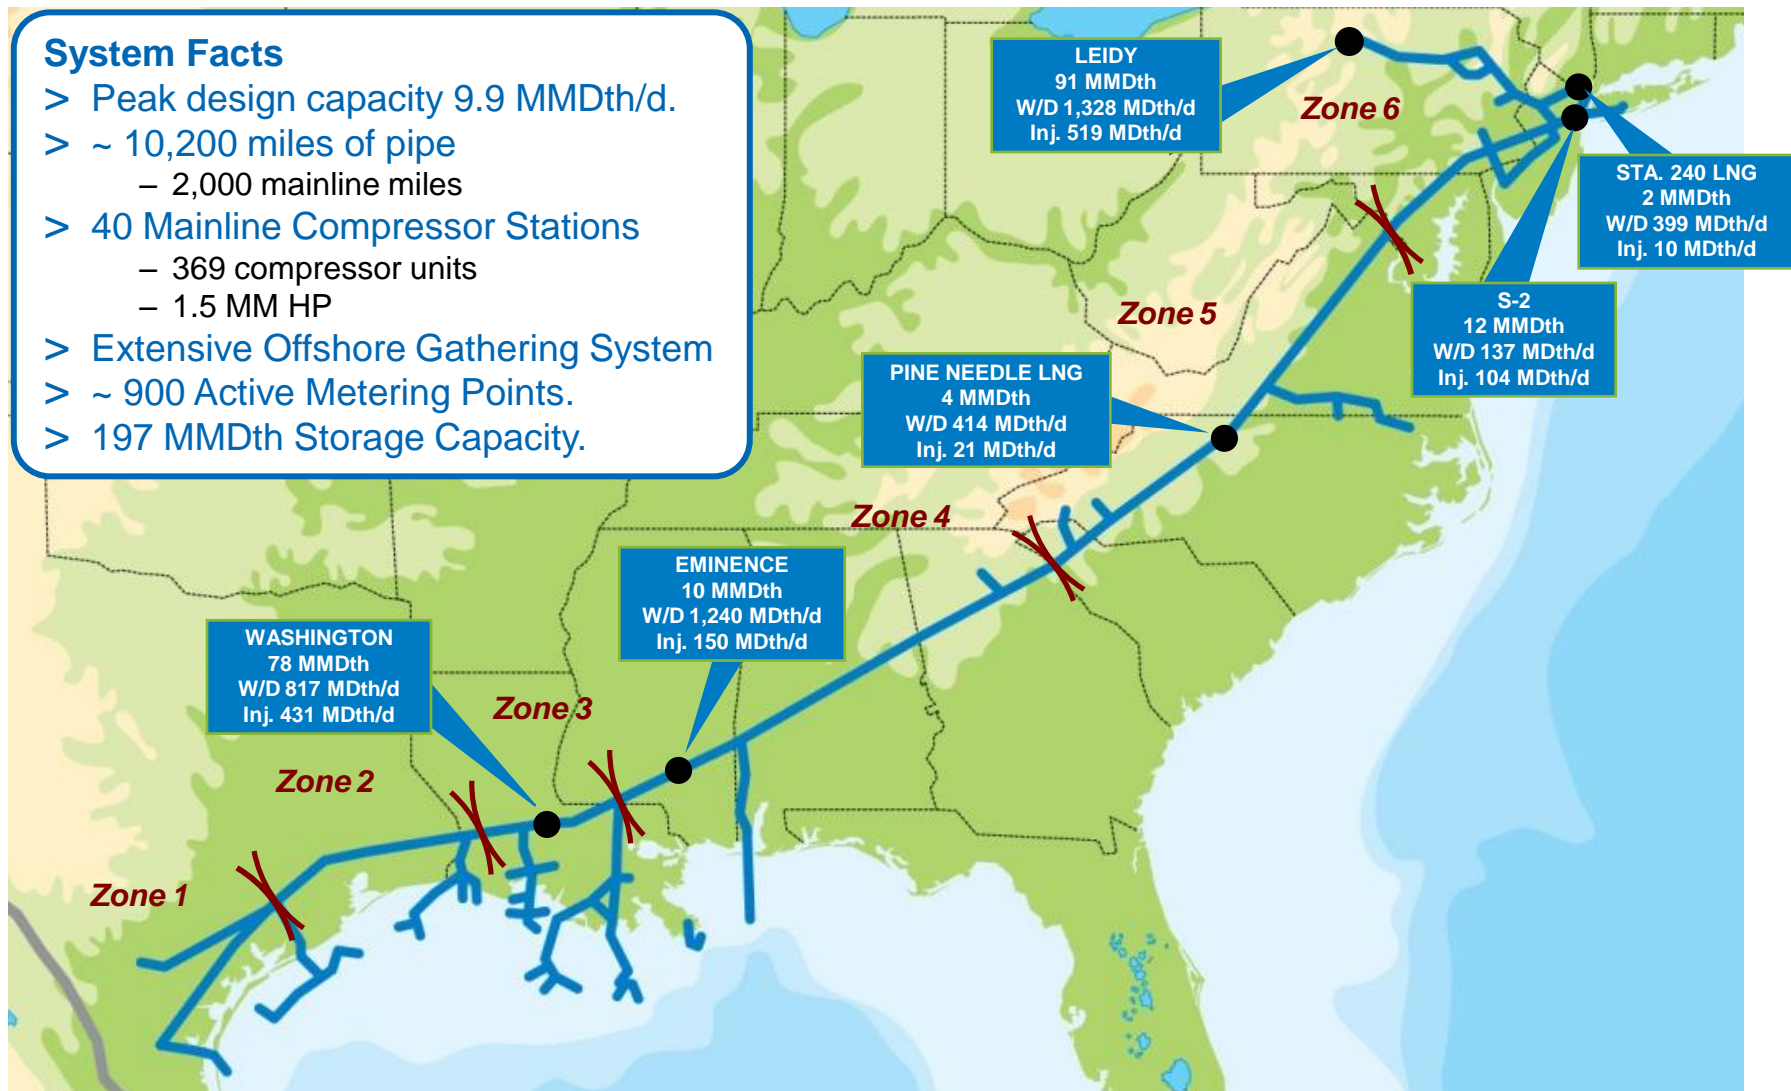 System Facts
> Peak design capacity 9.9 MMDth/d.
> ~ 10,200 miles of pipe
– 2,000 mainline miles
> 40 Mainline Compressor Stations
– 369 compressor units
– 1.5 MM HP
> Extensive Offshore Gathering System
> ~ 900 Active Metering Points.
> 197 MMDth Storage Capacity.
LEIDY
91 MMDth
W/D 1,328 MDth/d
Inj. 519 MDth/d
Zone 6
STA. 240 LNG
2 MMDth
W/D 399 MDth/d
Inj. 10 MDth/d
S-2
12 MMDth
W/D 137 MDth/d
Inj. 104 MDth/d
Zone 5
PINE NEEDLE LNG
4 MMDth
W/D 414 MDth/d
Inj. 21 MDth/d
Zone 4
EMINENCE
10 MMDth
W/D 1,240 MDth/d
Inj. 150 MDth/d
WASHINGTON
78 MMDth
W/D 817 MDth/d
Inj. 431 MDth/d
Zone 3
Zone 2
Zone 1